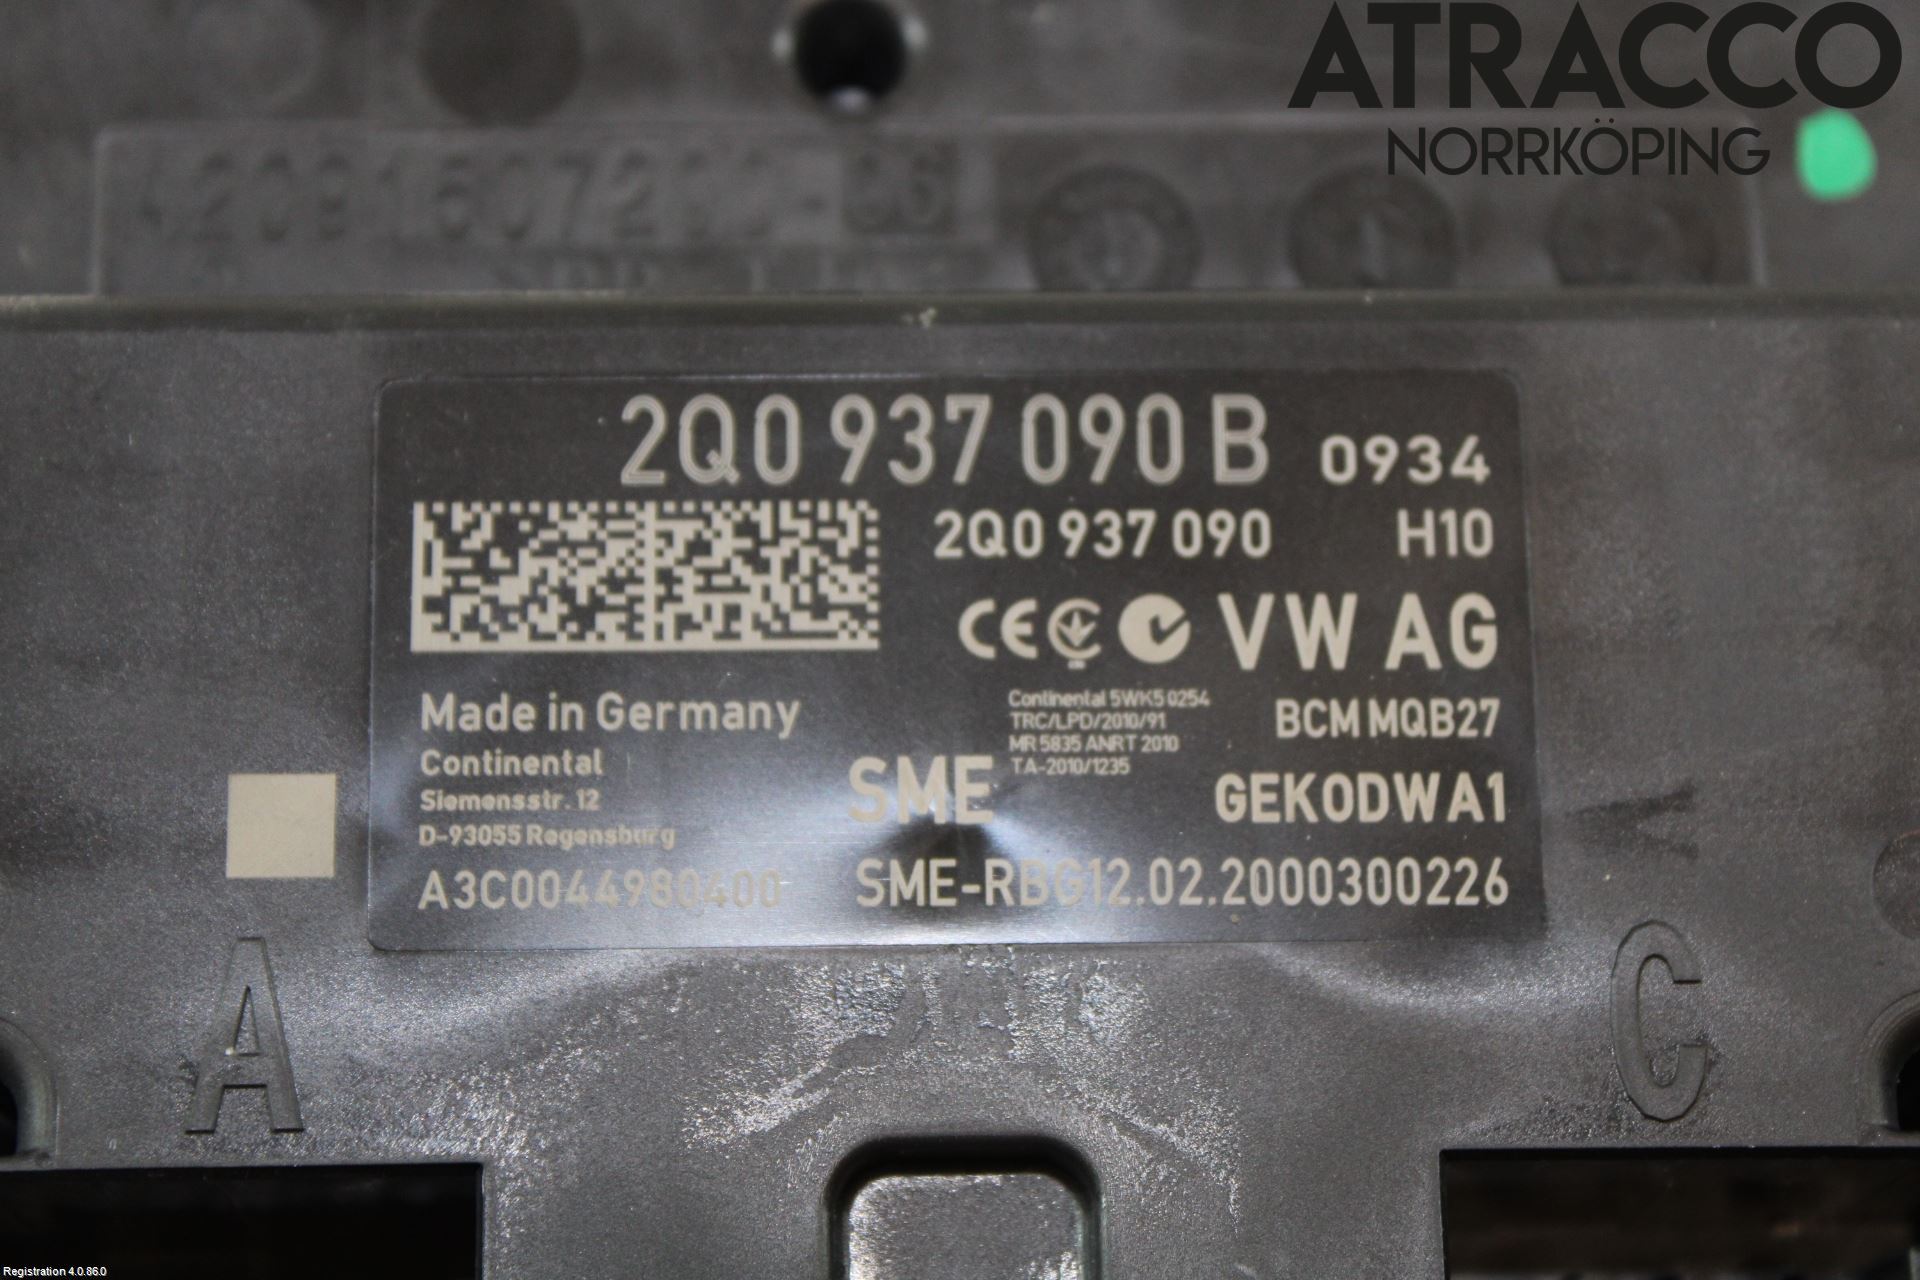 ATRACCO
NORRKÖPING
2Q0 937 090 B 0934
2Q0 937 090 H10
CE VW AG
Made in Germany
Continental 5WK5 0254
TRC/LPD/2010/91
MR 5835 ANRT 2010
TA-2010/1235
BCM MQB27
Continental
Siemensstr. 12
D-93055 Regensburg
SME
GEK0DWA1
A3C0044980400 SME-RBG12.02.2000300226
A
C
Registration 4.0.86.0